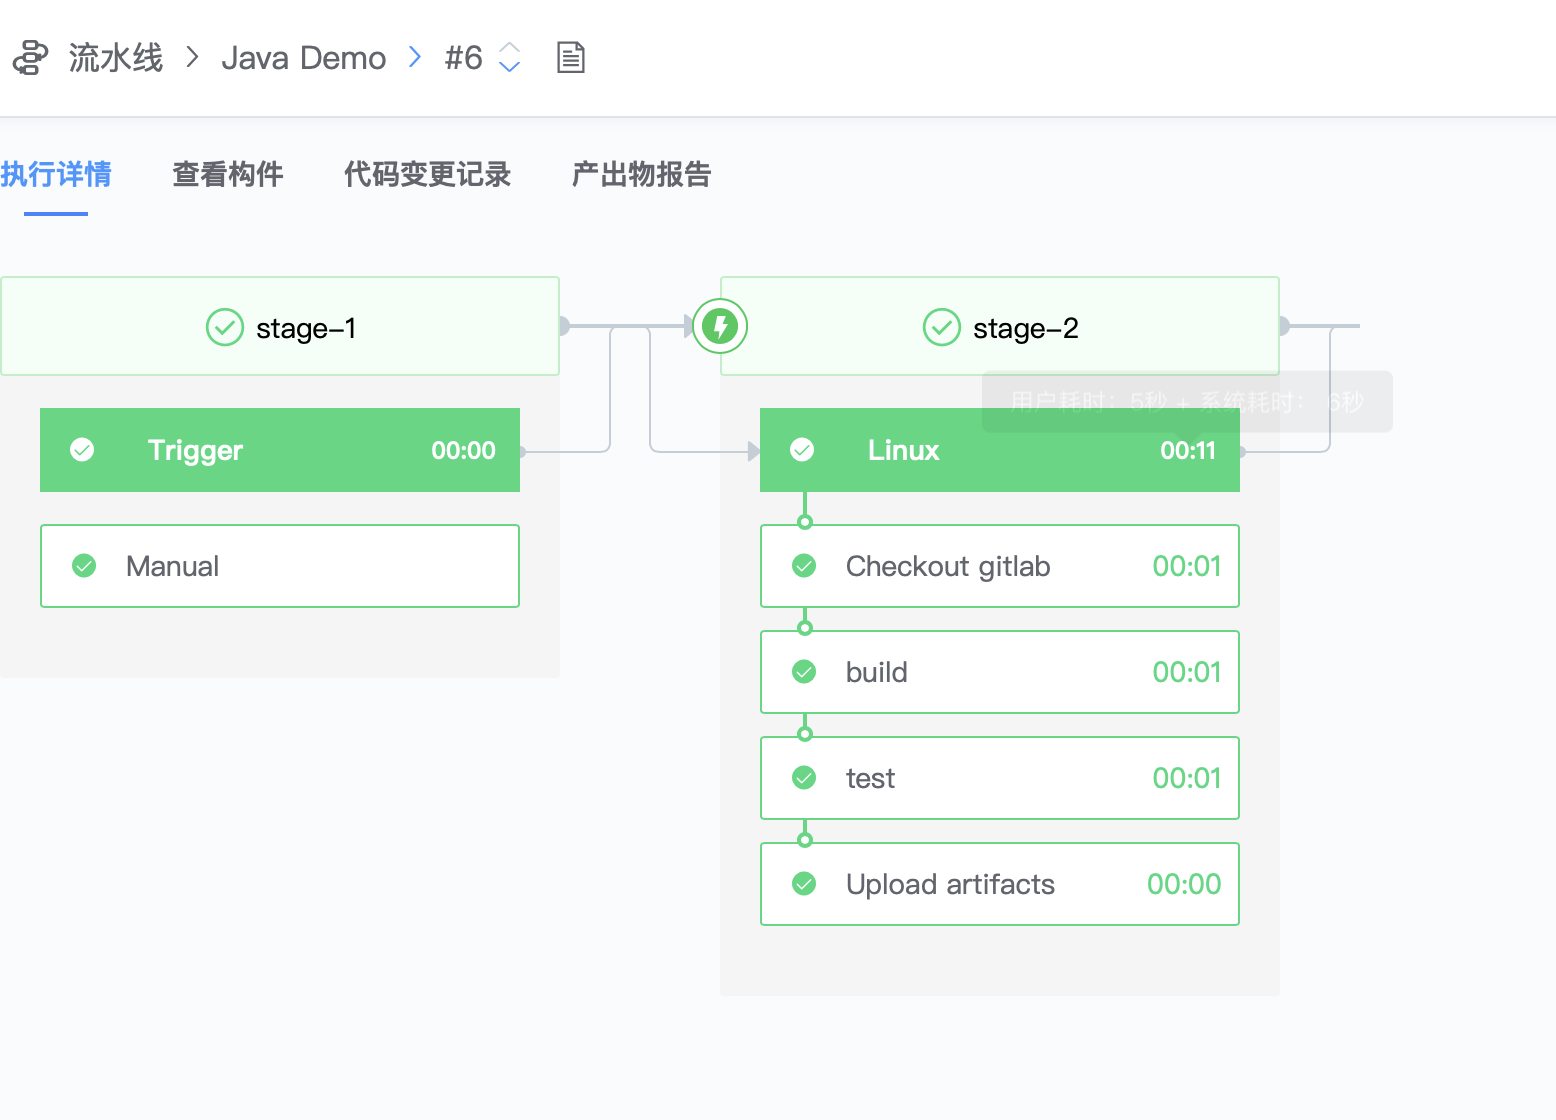 流水线 > Java Demo > #6
执行详情 查看构件 代码变更记录 产出物报告
stage-1
Trigger 00:00
Manual
stage-2
用户耗时：5秒 + 系统耗时： 6秒
Linux 00:11
Checkout gitlab 00:01
build 00:01
test 00:01
Upload artifacts 00:00